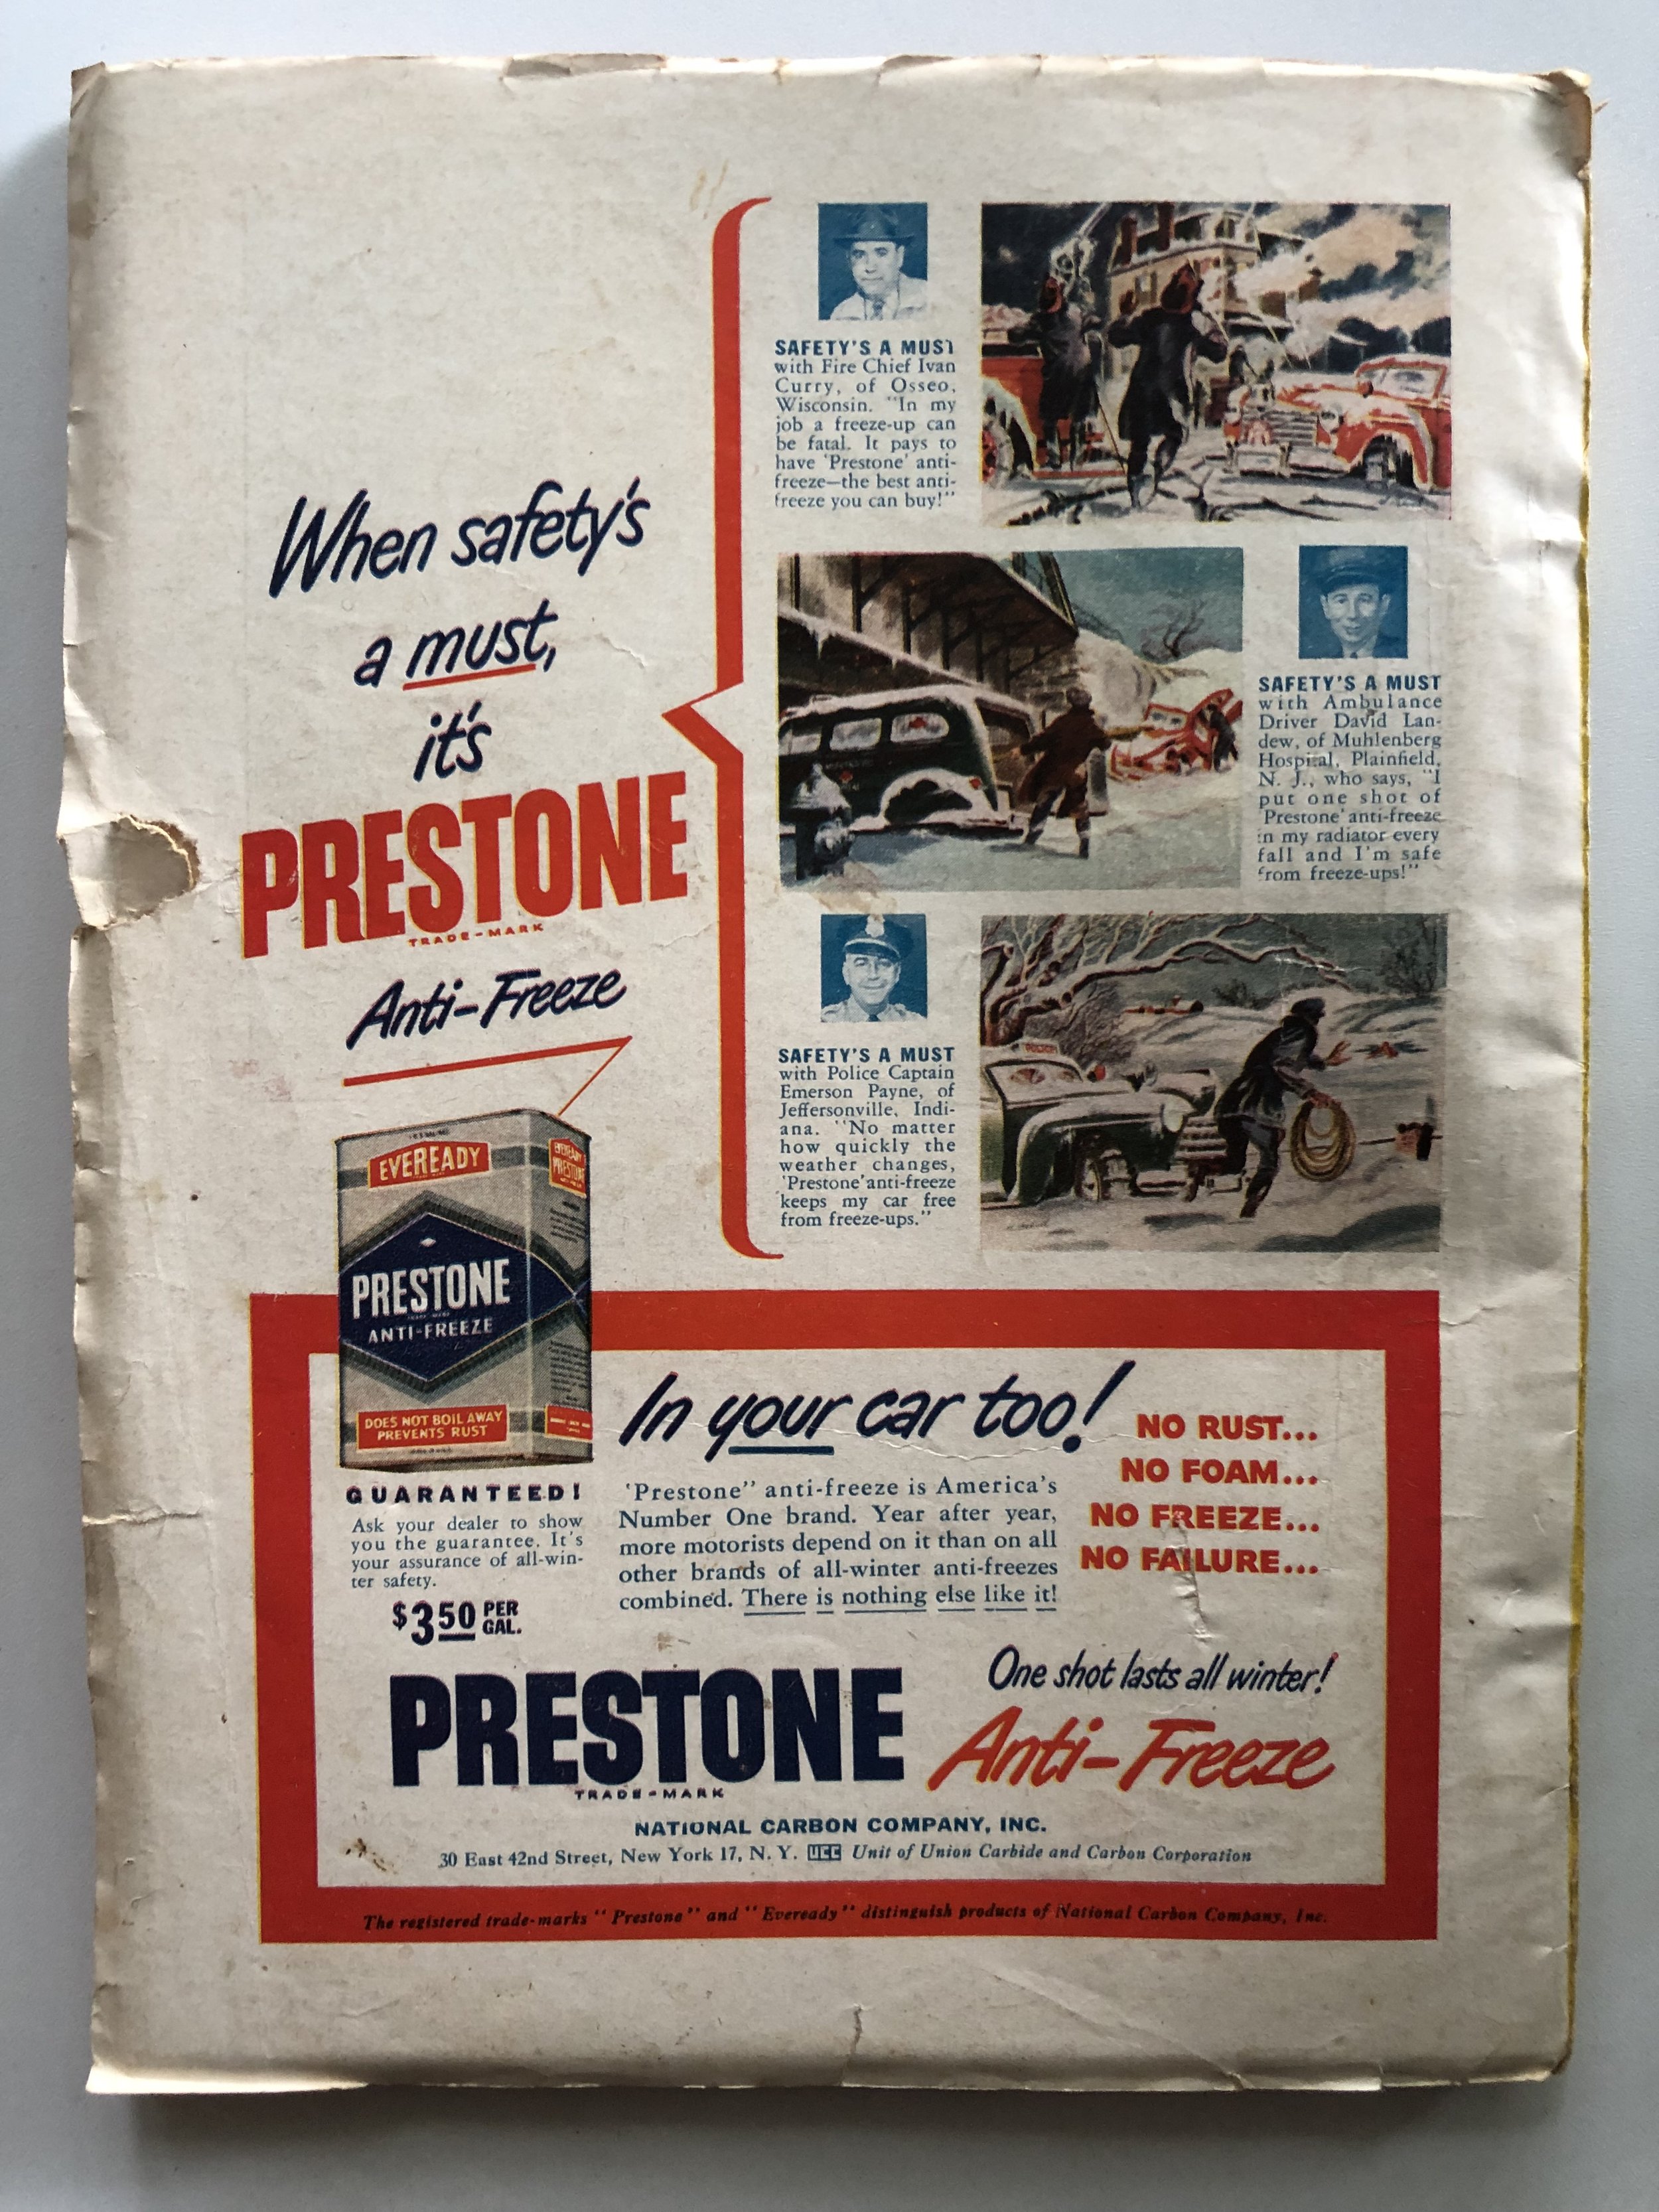 When safety's
a must,
it's
PRESTONE
TRADE-MARK
Anti-Freeze
SAFETY'S A MUST
with Fire Chief Ivan
Curry, of Osseo,
Wisconsin. "In my
job a freeze-up can
be fatal. It pays to
have 'Prestone' anti-
freeze—the best anti-
freeze you can buy!"
SAFETY'S A MUST
with Ambulance
Driver David Lan-
dew, of Muhlenberg
Hospital, Plainfield,
N. J., who says, "I
put one shot of
'Prestone' anti-freeze
in my radiator every
fall and I'm safe
from freeze-ups!"
SAFETY'S A MUST
with Police Captain
Emerson Payne, of
Jeffersonville, Indi-
ana. "No matter
how quickly the
weather changes,
'Prestone' anti-freeze
keeps my car free
from freeze-ups."
EVEREADY
PRESTONE
ANTI-FREEZE
DOES NOT BOIL AWAY
PREVENTS RUST
EVEREADY
PRESTONE
GUARANTEED!
Ask your dealer to show
you the guarantee. It's
your assurance of all-win-
ter safety.
$3.50 PER
GAL.
In your car too!
'Prestone" anti-freeze is America's
Number One brand. Year after year,
more motorists depend on it than on all
other brands of all-winter anti-freezes
combined. There is nothing else like it!
NO RUST...
NO FOAM...
NO FREEZE...
NO FAILURE...
PRESTONE
TRADE-MARK
One shot lasts all winter!
Anti-Freeze
NATIONAL CARBON COMPANY, INC.
30 East 42nd Street, New York 17, N. Y. UCC Unit of Union Carbide and Carbon Corporation
The registered trade-marks "Prestone" and "Eveready" distinguish products of National Carbon Company, Inc.